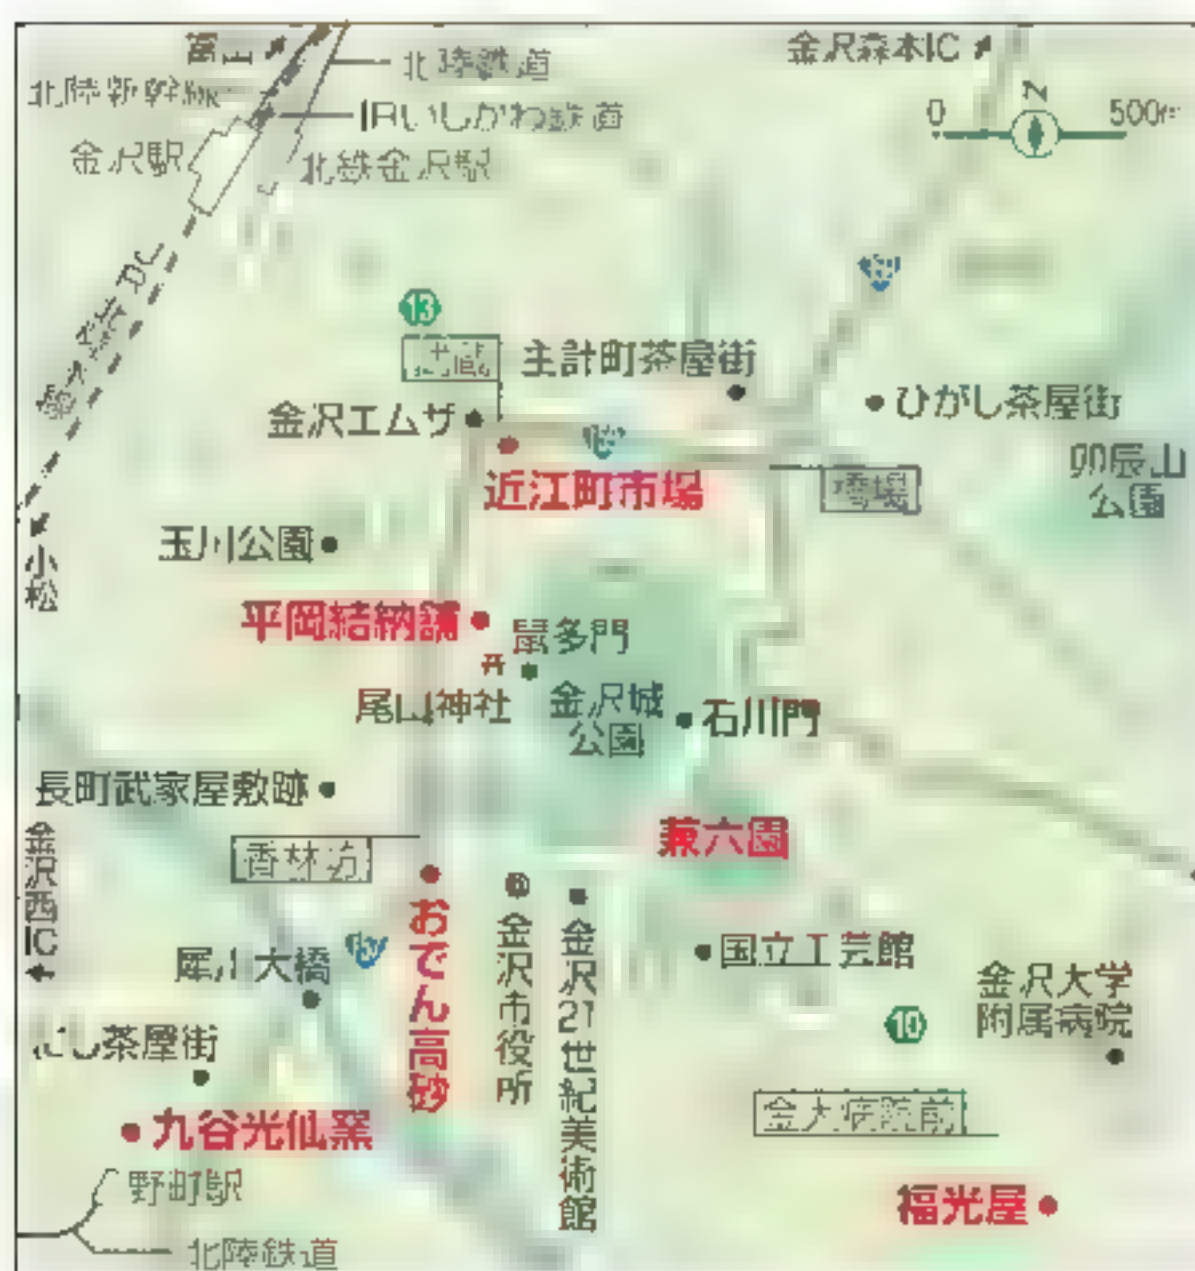 富山
北陸鉄道
金沢森本IC
北陸新幹線
IRいしかわ鉄道
0 500m
N
金沢駅
北鉄金沢駅
13
武蔵
主計町茶屋街
ひがし茶屋街
金沢エムザ
近江町市場
橋場
卯辰山
公園
玉川公園
小松
平岡結納舗
鼠多門
尾山神社
金沢城
公園
石川門
長町武家屋敷跡
兼六園
金沢西IC
香林坊
おでん高砂
金沢市役所
金沢21世紀美術館
国立工芸館
犀川大橋
金沢大学
附属病院
10
にし茶屋街
金大病院前
九谷光仙窯
野町駅
福光屋
北陸鉄道